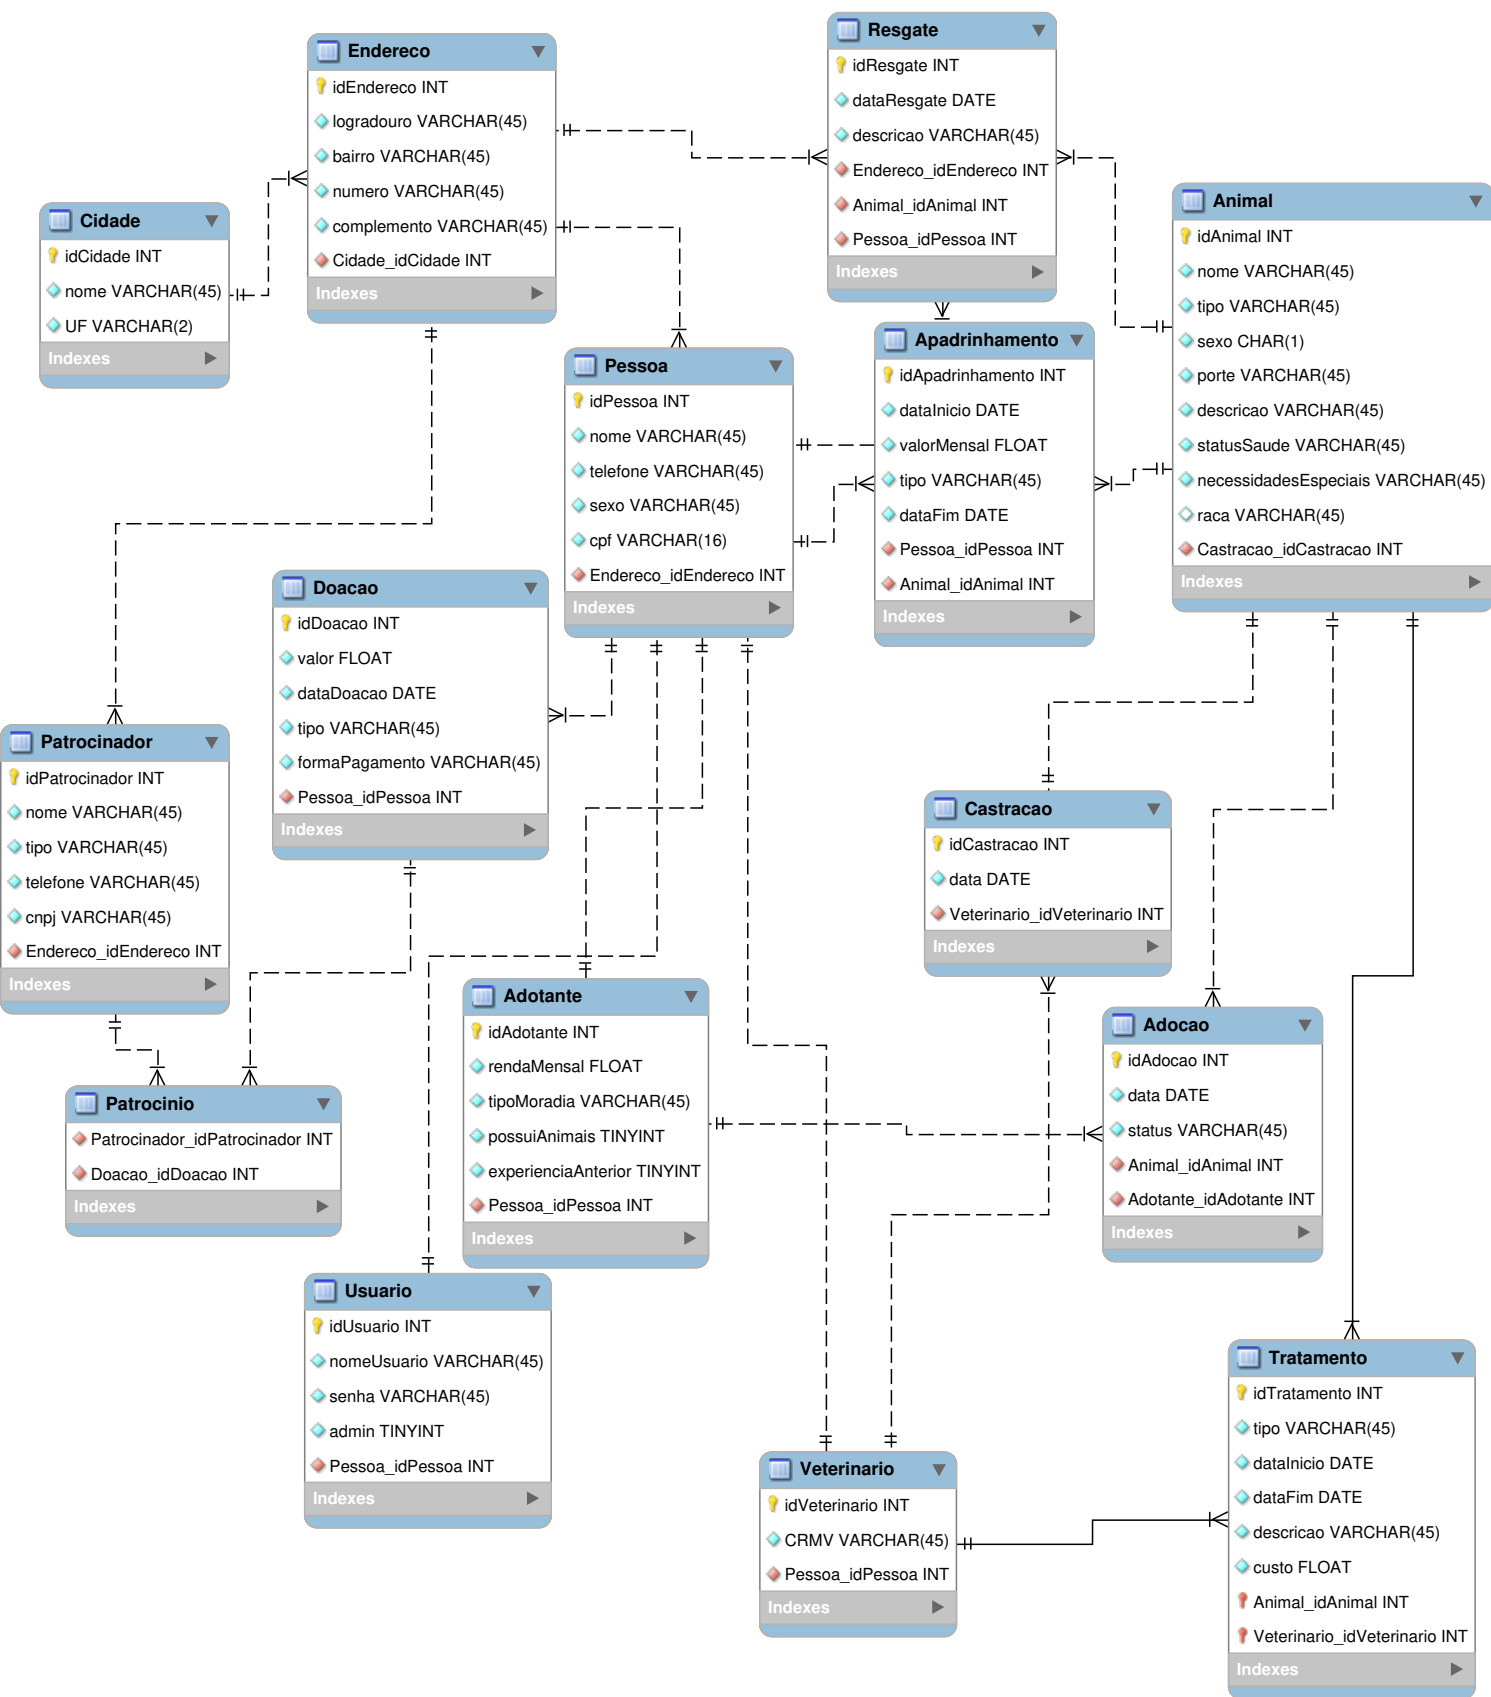 Endereco
idEndereco INT
logradouro VARCHAR(45)
bairro VARCHAR(45)
numero VARCHAR(45)
complemento VARCHAR(45)
Cidade_idCidade INT
Indexes
Resgate
idResgate INT
dataResgate DATE
descricao VARCHAR(45)
Endereco_idEndereco INT
Animal_idAnimal INT
Pessoa_idPessoa INT
Indexes
Cidade
idCidade INT
nome VARCHAR(45)
UF VARCHAR(2)
Indexes
Animal
idAnimal INT
nome VARCHAR(45)
tipo VARCHAR(45)
sexo CHAR(1)
porte VARCHAR(45)
descricao VARCHAR(45)
statusSaude VARCHAR(45)
necessidadesEspeciais VARCHAR(45)
raca VARCHAR(45)
Castracao_idCastracao INT
Indexes
Pessoa
idPessoa INT
nome VARCHAR(45)
telefone VARCHAR(45)
sexo VARCHAR(45)
cpf VARCHAR(16)
Endereco_idEndereco INT
Indexes
Apadrinhamento
idApadrinhamento INT
dataInicio DATE
valorMensal FLOAT
tipo VARCHAR(45)
dataFim DATE
Pessoa_idPessoa INT
Animal_idAnimal INT
Indexes
Doacao
idDoacao INT
valor FLOAT
dataDoacao DATE
tipo VARCHAR(45)
formaPagamento VARCHAR(45)
Pessoa_idPessoa INT
Indexes
Patrocinador
idPatrocinador INT
nome VARCHAR(45)
tipo VARCHAR(45)
telefone VARCHAR(45)
cnpj VARCHAR(45)
Endereco_idEndereco INT
Indexes
Castracao
idCastracao INT
data DATE
Veterinario_idVeterinario INT
Indexes
Adotante
idAdotante INT
rendaMensal FLOAT
tipoMoradia VARCHAR(45)
possuiAnimais TINYINT
experienciaAnterior TINYINT
Pessoa_idPessoa INT
Indexes
Adocao
idAdocao INT
data DATE
status VARCHAR(45)
Animal_idAnimal INT
Adotante_idAdotante INT
Indexes
Patrocinio
Patrocinador_idPatrocinador INT
Doacao_idDoacao INT
Indexes
Usuario
idUsuario INT
nomeUsuario VARCHAR(45)
senha VARCHAR(45)
admin TINYINT
Pessoa_idPessoa INT
Indexes
Veterinario
idVeterinario INT
CRMV VARCHAR(45)
Pessoa_idPessoa INT
Indexes
Tratamento
idTratamento INT
tipo VARCHAR(45)
dataInicio DATE
dataFim DATE
descricao VARCHAR(45)
custo FLOAT
Animal_idAnimal INT
Veterinario_idVeterinario INT
Indexes